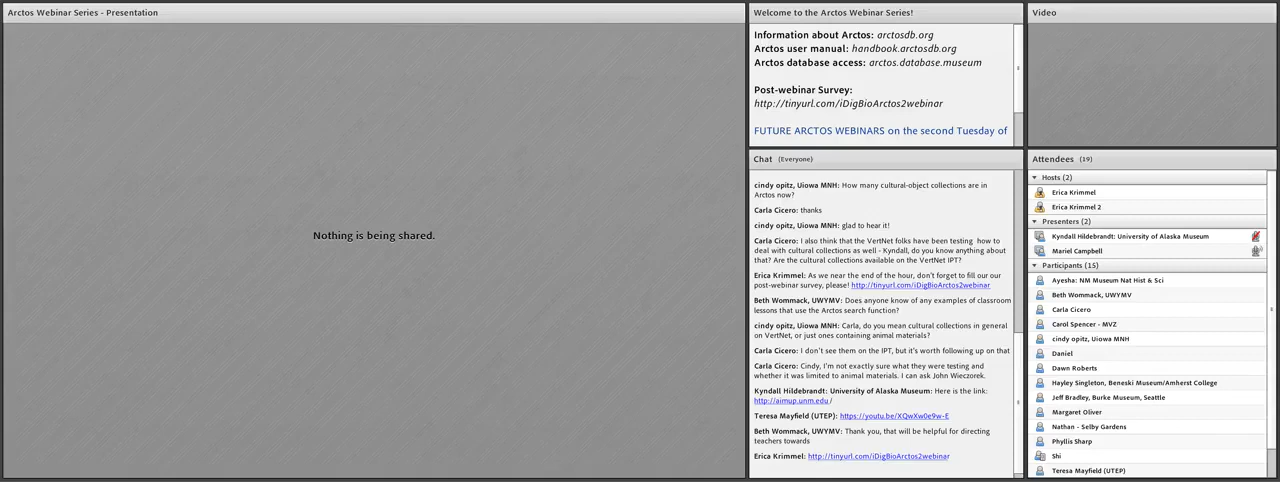 Arctos Webinar Series - Presentation
Nothing is being shared.
Welcome to the Arctos Webinar Series!
Information about Arctos: arctosdb.org
Arctos user manual: handbook.arctosdb.org
Arctos database access: arctos.database.museum
Post-webinar Survey:
http://tinyurl.com/iDigBioArctos2webinar
FUTURE ARCTOS WEBINARS on the second Tuesday of
Chat (Everyone)
cindy opitz, Uiowa MNH: How many cultural-object collections are in
Arctos now?
Carla Cicero: thanks
cindy opitz, Uiowa MNH: glad to hear it!
Carla Cicero: I also think that the VertNet folks have been testing how to
deal with cultural collections as well - Kyndall, do you know anything about
that? Are the cultural collections available on the VertNet IPT?
Erica Krimmel: As we near the end of the hour, don't forget to fill our our
post-webinar survey, please! http://tinyurl.com/iDigBioArctos2webinar
Beth Wommack, UWYMV: Does anyone know of any examples of classroom
lessons that use the Arctos search function?
cindy opitz, Uiowa MNH: Carla, do you mean cultural collections in general
on VertNet, or just ones containing animal materials?
Carla Cicero: I don't see them on the IPT, but it's worth following up on that
Carla Cicero: Cindy, I'm not exactly sure what they were testing and
whether it was limited to animal materials. I can ask John Wieczorek.
Kyndall Hildebrandt: University of Alaska Museum: Here is the link:
http://aimup.unm.edu/
Teresa Mayfield (UTEP): https://youtu.be/XQwXw0e9w-E
Beth Wommack, UWYMV: Thank you, that will be helpful for directing
teachers towards
Erica Krimmel: http://tinyurl.com/iDigBioArctos2webinar
Video
Attendees (19)
Hosts (2)
Erica Krimmel
Erica Krimmel 2
Presenters (2)
Kyndall Hildebrandt: University of Alaska Museum
Mariel Campbell
Participants (15)
Ayesha: NM Museum Nat Hist & Sci
Beth Wommack, UWYMV
Carla Cicero
Carol Spencer - MVZ
cindy opitz, Uiowa MNH
Daniel
Dawn Roberts
Hayley Singleton, Beneski Museum/Amherst College
Jeff Bradley, Burke Museum, Seattle
Margaret Oliver
Nathan - Selby Gardens
Phyllis Sharp
Shi
Teresa Mayfield (UTEP)